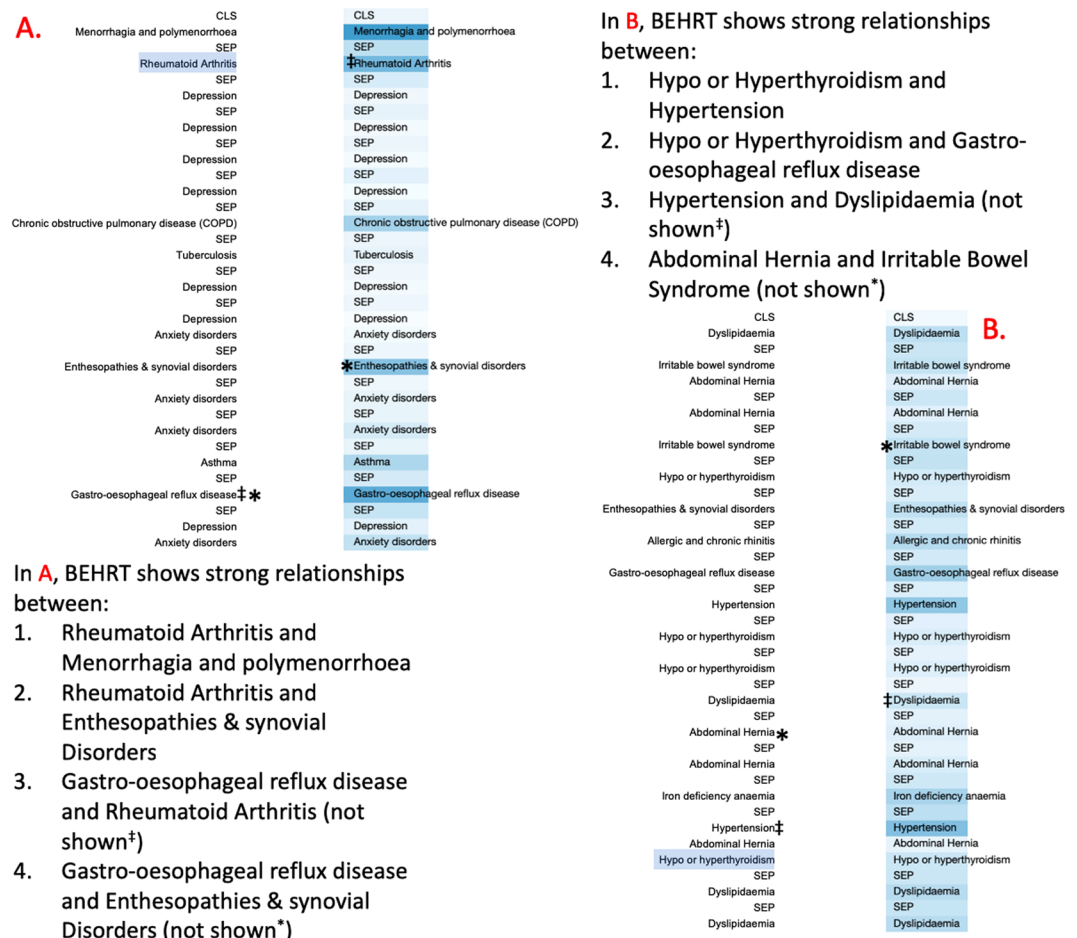 A.
CLS
Menorrhagia and polymenorrhoea
SEP
Rheumatoid Arthritis
SEP
Depression
SEP
Depression
SEP
Depression
SEP
Depression
SEP
Chronic obstructive pulmonary disease (COPD)
SEP
Tuberculosis
SEP
Depression
SEP
Depression
Anxiety disorders
SEP
Enthesopathies & synovial disorders
SEP
Anxiety disorders
SEP
Anxiety disorders
SEP
Asthma
SEP
Gastro-oesophageal reflux disease‡ *
SEP
Depression
Anxiety disorders
CLS
Menorrhagia and polymenorrhoea
SEP
‡Rheumatoid Arthritis
SEP
Depression
SEP
Depression
SEP
Depression
SEP
Depression
SEP
Chronic obstructive pulmonary disease (COPD)
SEP
Tuberculosis
SEP
Depression
SEP
Depression
Anxiety disorders
SEP
*Enthesopathies & synovial disorders
SEP
Anxiety disorders
SEP
Anxiety disorders
SEP
Asthma
SEP
Gastro-oesophageal reflux disease
SEP
Depression
Anxiety disorders
In A, BEHRT shows strong relationships
between:
1. Rheumatoid Arthritis and
Menorrhagia and polymenorrhoea
2. Rheumatoid Arthritis and
Enthesopathies & synovial
Disorders
3. Gastro-oesophageal reflux disease
and Rheumatoid Arthritis (not
shown‡)
4. Gastro-oesophageal reflux disease
and Enthesopathies & synovial
Disorders (not shown*)
In B, BEHRT shows strong relationships
between:
1. Hypo or Hyperthyroidism and
Hypertension
2. Hypo or Hyperthyroidism and Gastro-
oesophageal reflux disease
3. Hypertension and Dyslipidaemia (not
shown‡)
4. Abdominal Hernia and Irritable Bowel
Syndrome (not shown*)
B.
CLS
Dyslipidaemia
SEP
Irritable bowel syndrome
Abdominal Hernia
SEP
Abdominal Hernia
SEP
Irritable bowel syndrome
SEP
Hypo or hyperthyroidism
SEP
Enthesopathies & synovial disorders
SEP
Allergic and chronic rhinitis
SEP
Gastro-oesophageal reflux disease
SEP
Hypertension
SEP
Hypo or hyperthyroidism
SEP
Hypo or hyperthyroidism
SEP
Dyslipidaemia
SEP
Abdominal Hernia*
SEP
Abdominal Hernia
SEP
Iron deficiency anaemia
SEP
Hypertension‡
Abdominal Hernia
Hypo or hyperthyroidism
SEP
Dyslipidaemia
SEP
Dyslipidaemia
CLS
Dyslipidaemia
SEP
Irritable bowel syndrome
Abdominal Hernia
SEP
Abdominal Hernia
SEP
*Irritable bowel syndrome
SEP
Hypo or hyperthyroidism
SEP
Enthesopathies & synovial disorders
SEP
Allergic and chronic rhinitis
SEP
Gastro-oesophageal reflux disease
SEP
Hypertension
SEP
Hypo or hyperthyroidism
SEP
Hypo or hyperthyroidism
SEP
‡Dyslipidaemia
SEP
Abdominal Hernia
SEP
Abdominal Hernia
SEP
Iron deficiency anaemia
SEP
Hypertension
Abdominal Hernia
Hypo or hyperthyroidism
SEP
Dyslipidaemia
SEP
Dyslipidaemia